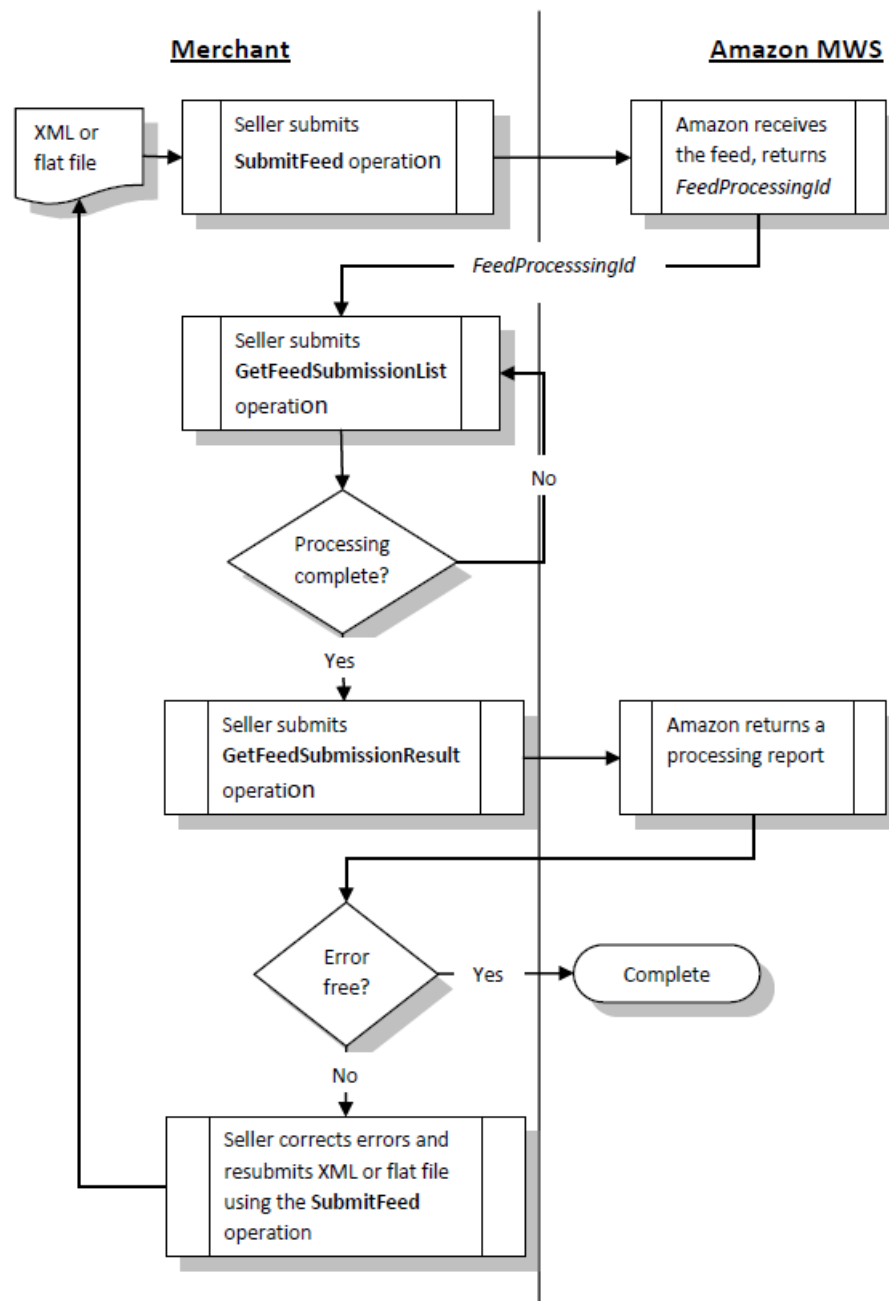 Merchant
Amazon MWS
XML or
flat file
Seller submits
SubmitFeed operation
Amazon receives
the feed, returns
FeedProcessingId
FeedProcesssingId
Seller submits
GetFeedSubmissionList
operation
No
Processing
complete?
Yes
Seller submits
GetFeedSubmissionResult
operation
Amazon returns a
processing report
Error
free?
Yes
Complete
No
Seller corrects errors and
resubmits XML or flat file
using the SubmitFeed
operation